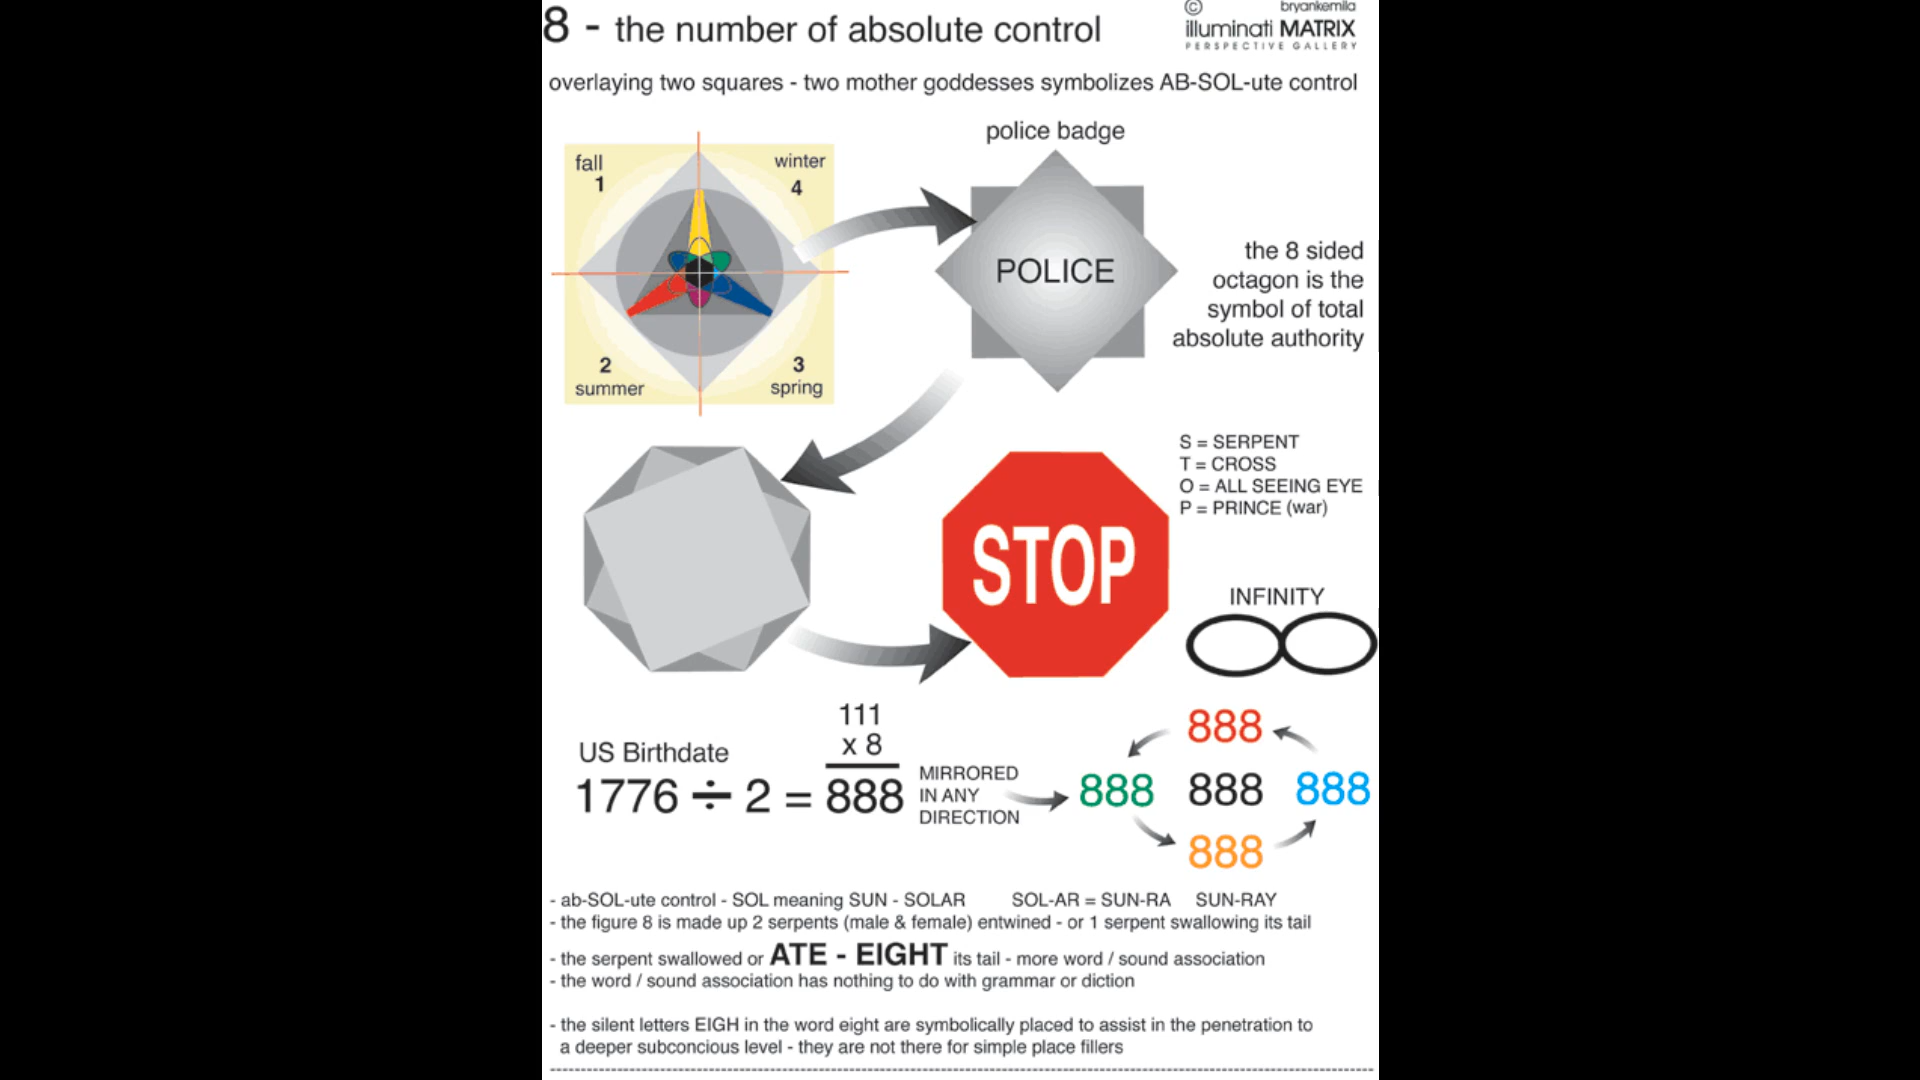 8 - the number of absolute control
© bryankemila
illuminati MATRIX
PERSPECTIVE GALLERY
overlaying two squares - two mother goddesses symbolizes AB-SOL-ute control
fall
1
winter
4
2
summer
3
spring
police badge
POLICE
the 8 sided
octagon is the
symbol of total
absolute authority
STOP
S = SERPENT
T = CROSS
O = ALL SEEING EYE
P = PRINCE (war)
INFINITY
US Birthdate
111
x 8
1776 ÷ 2 = 888
MIRRORED
IN ANY
DIRECTION
888
888 888 888
888
- ab-SOL-ute control - SOL meaning SUN - SOLAR SOL-AR = SUN-RA SUN-RAY
- the figure 8 is made up 2 serpents (male & female) entwined - or 1 serpent swallowing its tail
- the serpent swallowed or ATE - EIGHT its tail - more word / sound association
- the word / sound association has nothing to do with grammar or diction
- the silent letters EIGH in the word eight are symbolically placed to assist in the penetration to
a deeper subconcious level - they are not there for simple place fillers